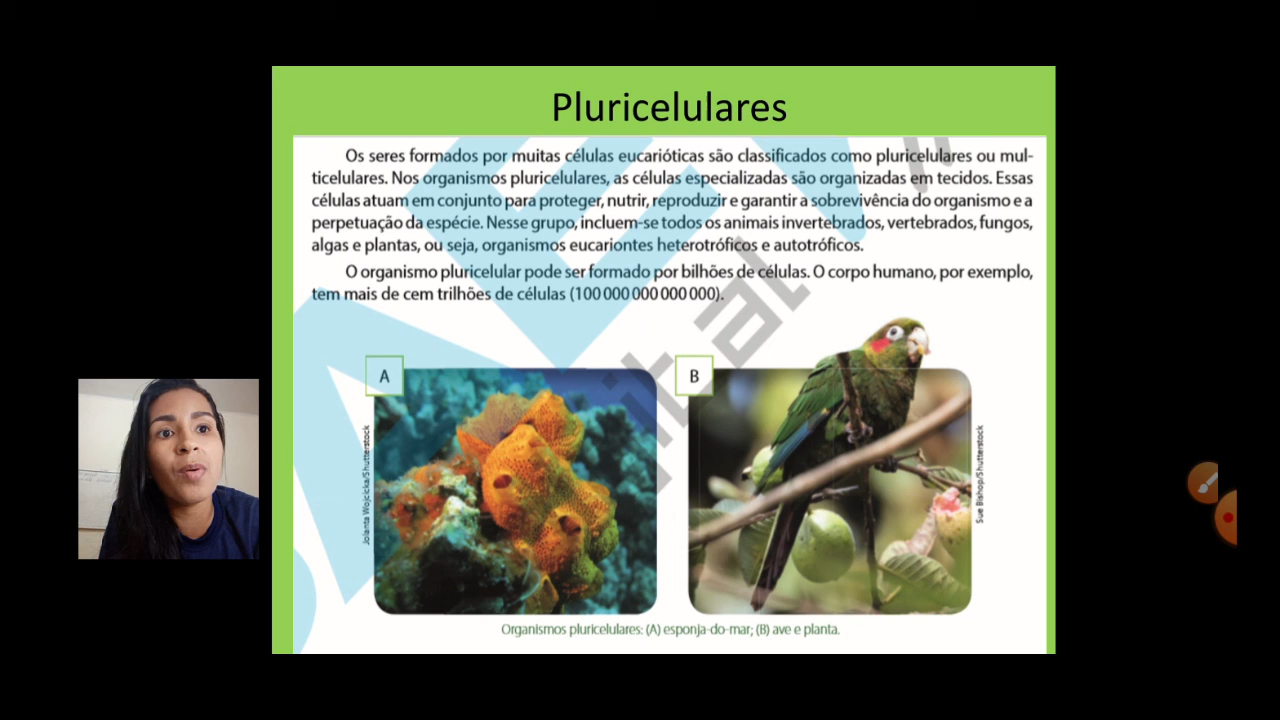 Pluricelulares
Os seres formados por muitas células eucarióticas são classificados como pluricelulares ou mul-
ticelulares. Nos organismos pluricelulares, as células especializadas são organizadas em tecidos. Essas
células atuam em conjunto para proteger, nutrir, reproduzir e garantir a sobrevivência do organismo e a
perpetuação da espécie. Nesse grupo, incluem-se todos os animais invertebrados, vertebrados, fungos,
algas e plantas, ou seja, organismos eucariontes heterotróficos e autotróficos.
O organismo pluricelular pode ser formado por bilhões de células. O corpo humano, por exemplo,
tem mais de cem trilhões de células (100 000 000 000 000).
A
B
Jolanta Wojcicka/Shutterstock
Sue Bishop/Shutterstock
Organismos pluricelulares: (A) esponja-do-mar; (B) ave e planta.